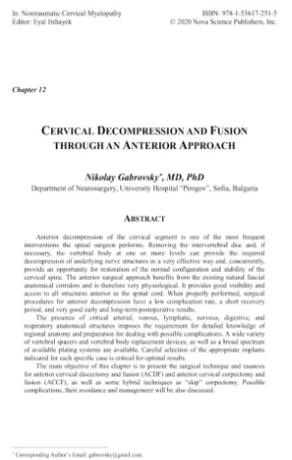 In: Nontraumatic Cervical Myelopathy
ISBN: 978-1-53617-251-5
Editor: Eyal Itshayek
© 2020 Nova Science Publishers, Inc.
Chapter 12
CERVICAL DECOMPRESSION AND FUSION
THROUGH AN ANTERIOR APPROACH
Nikolay Gabrovsky*, MD, PhD
Department of Neurosurgery, University Hospital “Pirogov”, Sofia, Bulgaria
ABSTRACT
Anterior decompression of the cervical segment is one of the most frequent
interventions the spinal surgeon performs. Removing the intervertebral disc and, if
necessary, the vertebral body at one or more levels can provide the required
decompression of underlying nerve structures in a very effective way and, concurrently,
provide an opportunity for restoration of the normal configuration and stability of the
cervical spine. The anterior surgical approach benefits from the existing natural fascial
anatomical corridors and is therefore very physiological. It provides good visibility and
access to all structures anterior to the spinal cord. When properly performed, surgical
procedures for anterior decompression have a low complication rate, a short recovery
period, and very good early and long-term postoperative results.
The presence of critical arterial, venous, lymphatic, nervous, digestive, and
respiratory anatomical structures imposes the requirement for detailed knowledge of
regional anatomy and preparation for dealing with possible complications. A wide variety
of vertebral spacers and vertebral body replacement devices, as well as a broad spectrum
of available plating systems are available. Careful selection of the appropriate implants
indicated for each specific case is critical for optimal results.
The main objective of this chapter is to present the surgical technique and nuances
for anterior cervical discectomy and fusion (ACDF) and anterior cervical corpectomy and
fusion (ACCF), as well as some hybrid techniques as “skip” corpectomy. Possible
complications, their avoidance and management will be also discussed.
* Corresponding Author's Email: gabrovsky@gmail.com.